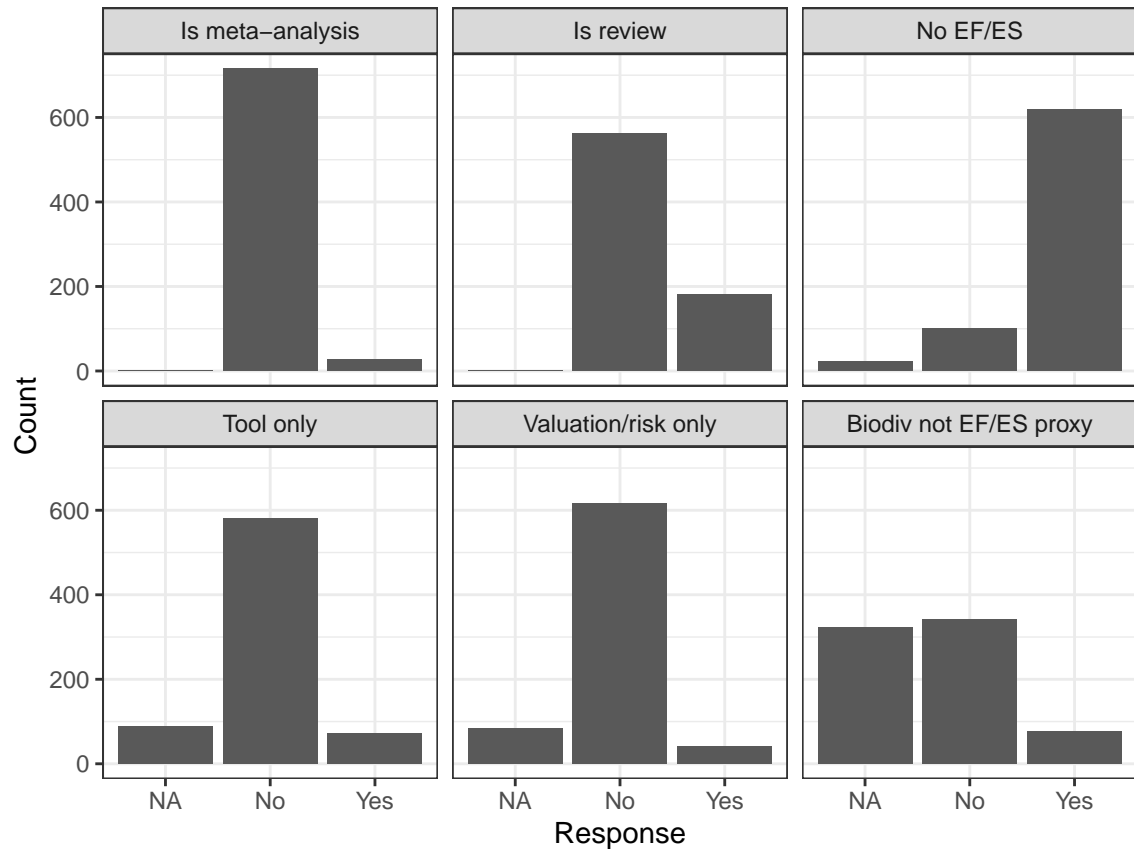 Is meta−analysis
Is review
No EF/ES
600
400
200
0
Count
Tool only
Valuation/risk only
Biodiv not EF/ES proxy
600
400
200
0
NA No Yes
NA No Yes
NA No Yes
Response